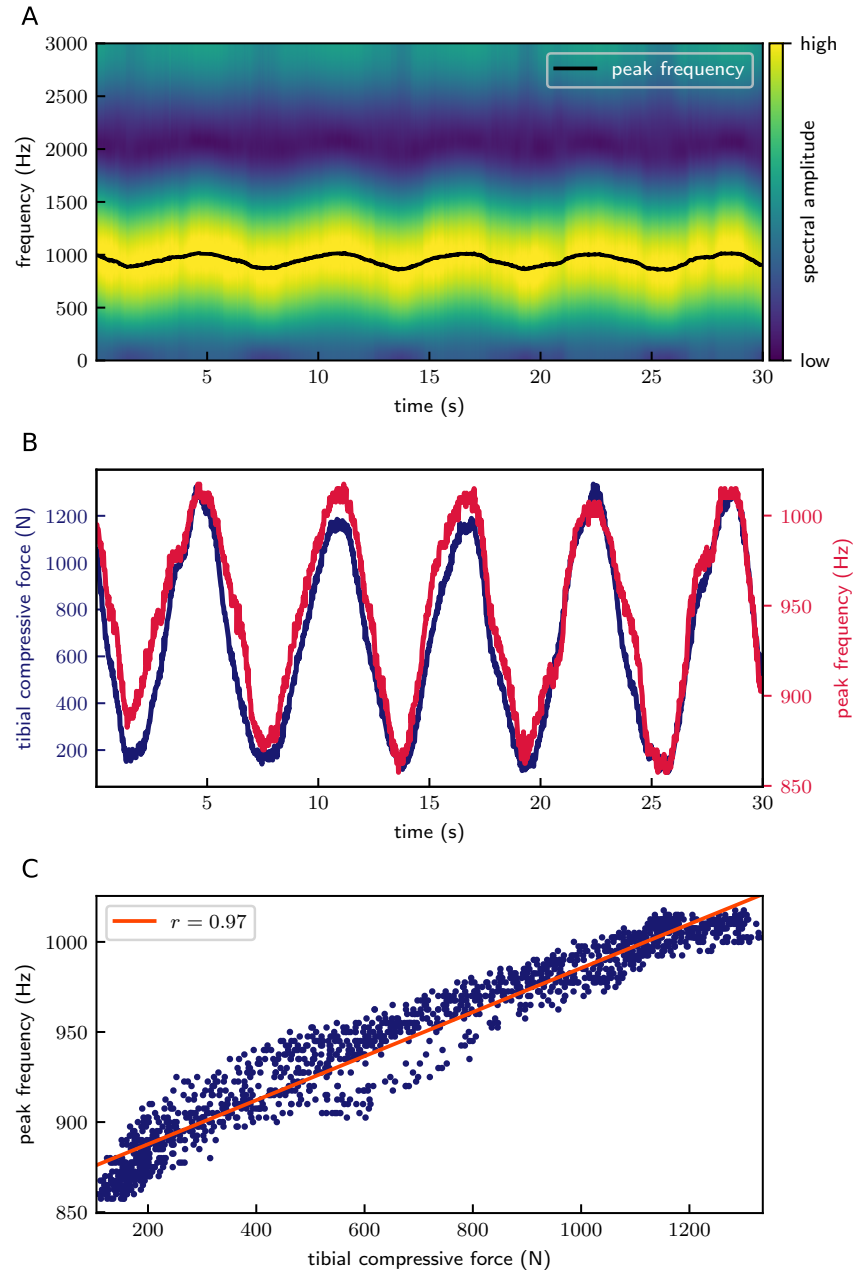 A
3000
2500
2000
1500
1000
500
0
frequency (Hz)
peak frequency
high
low
spectral amplitude
5
10
15
20
25
30
time (s)
B
1200
1000
800
600
400
200
tibial compressive force (N)
1000
950
900
850
peak frequency (Hz)
5
10
15
20
25
30
time (s)
C
r = 0.97
1000
950
900
850
peak frequency (Hz)
200
400
600
800
1000
1200
tibial compressive force (N)